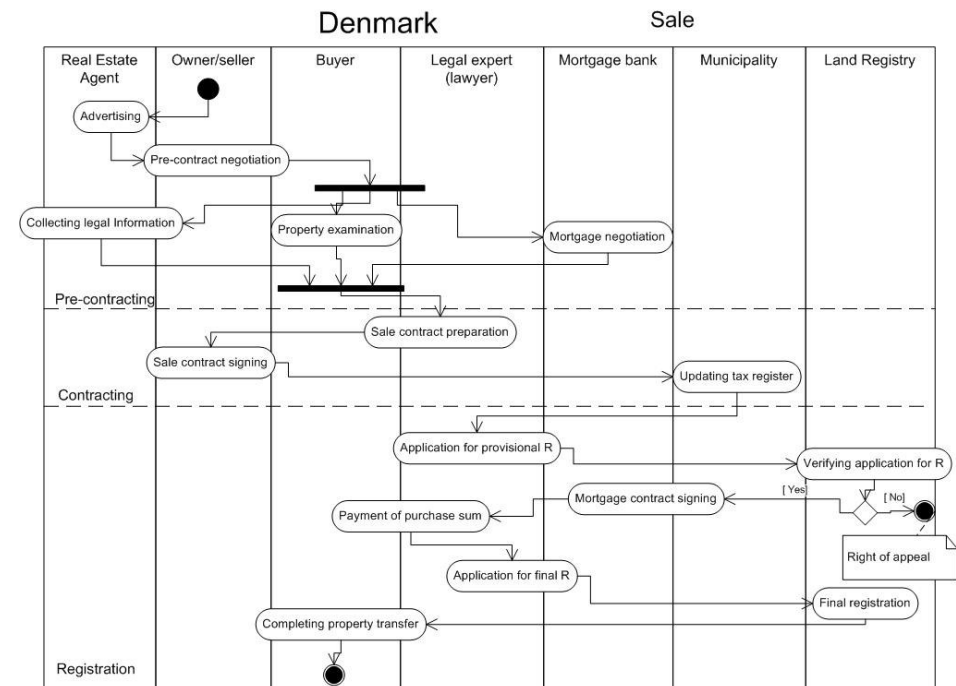 Denmark Sale
Real Estate
Agent
Owner/seller
Buyer
Legal expert
(lawyer)
Mortgage bank
Municipality
Land Registry
Advertising
Pre-contract negotiation
Collecting legal Information
Property examination
Mortgage negotiation
Pre-contracting
Sale contract preparation
Sale contract signing
Updating tax register
Contracting
Application for provisional R
Verifying application for R
Mortgage contract signing
[ Yes]
[ No]
Payment of purchase sum
Right of appeal
Application for final R
Final registration
Completing property transfer
Registration